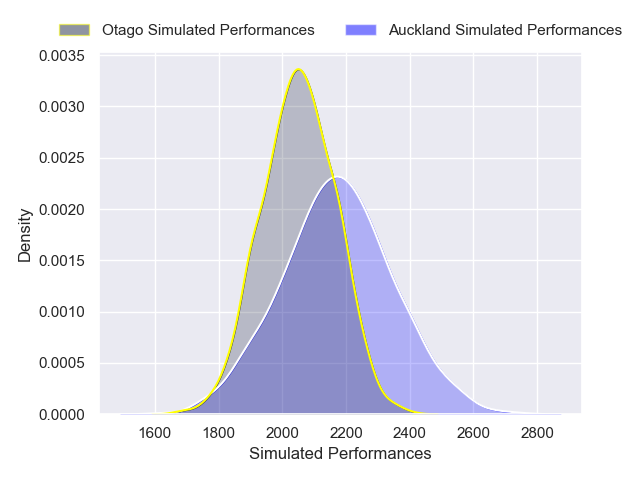 Otago Simulated Performances Auckland Simulated Performances
0.0035
0.0030
0.0025
0.0020
0.0015
0.0010
0.0005
0.0000
Density
1600 1800 2000 2200 2400 2600 2800
Simulated Performances